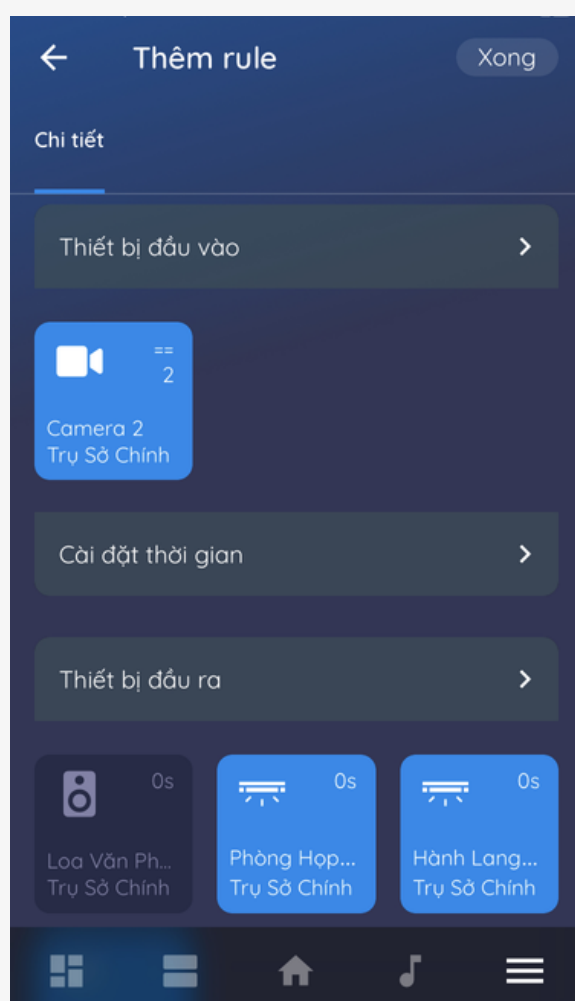 Thêm rule
Xong
Chi tiết
Thiết bị đầu vào
==
2
Camera 2
Trụ Sở Chính
Cài đặt thời gian
Thiết bị đầu ra
0s
Loa Văn Ph...
Trụ Sở Chính
0s
Phòng Họp...
Trụ Sở Chính
0s
Hành Lang...
Trụ Sở Chính